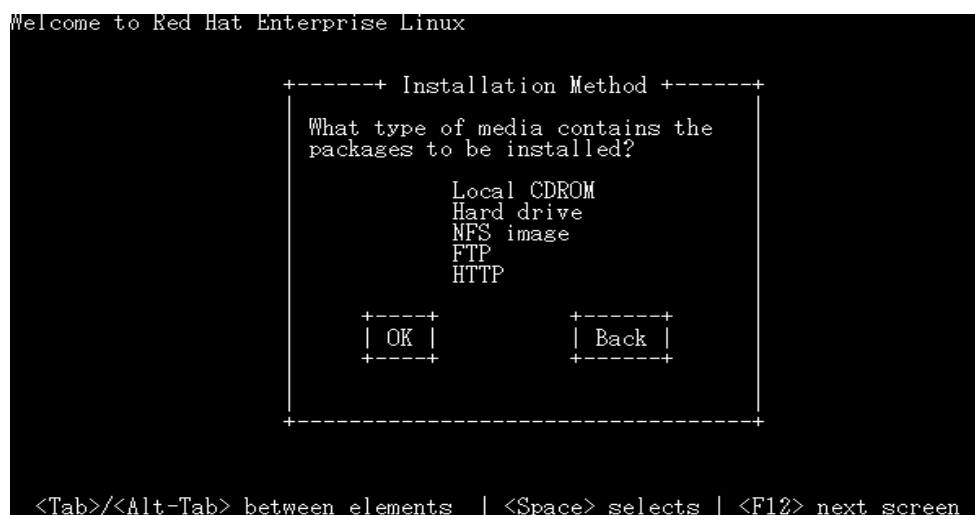 Welcome to Red Hat Enterprise Linux
Installation Method
What type of media contains the
packages to be installed?
Local CDROM
Hard drive
NFS image
FTP
HTTP
OK Back
<Tab>/<Alt-Tab> between elements | <Space> selects | <F12> next screen